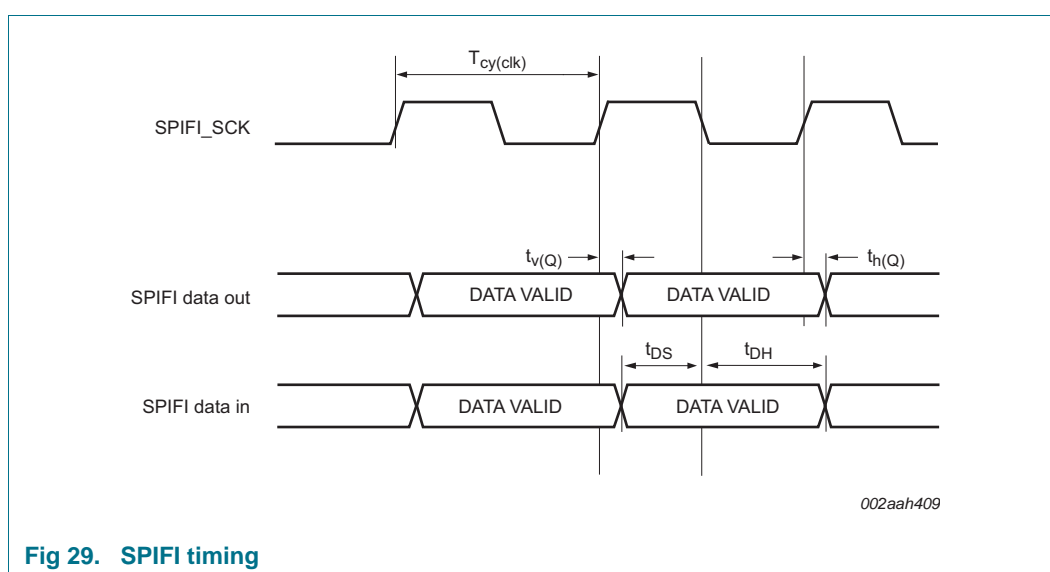 Tcy(clk)
SPIFI_SCK
tv(Q)
th(Q)
SPIFI data out
DATA VALID
DATA VALID
tDS
tDH
SPIFI data in
DATA VALID
DATA VALID
002aah409
Fig 29. SPIFI timing